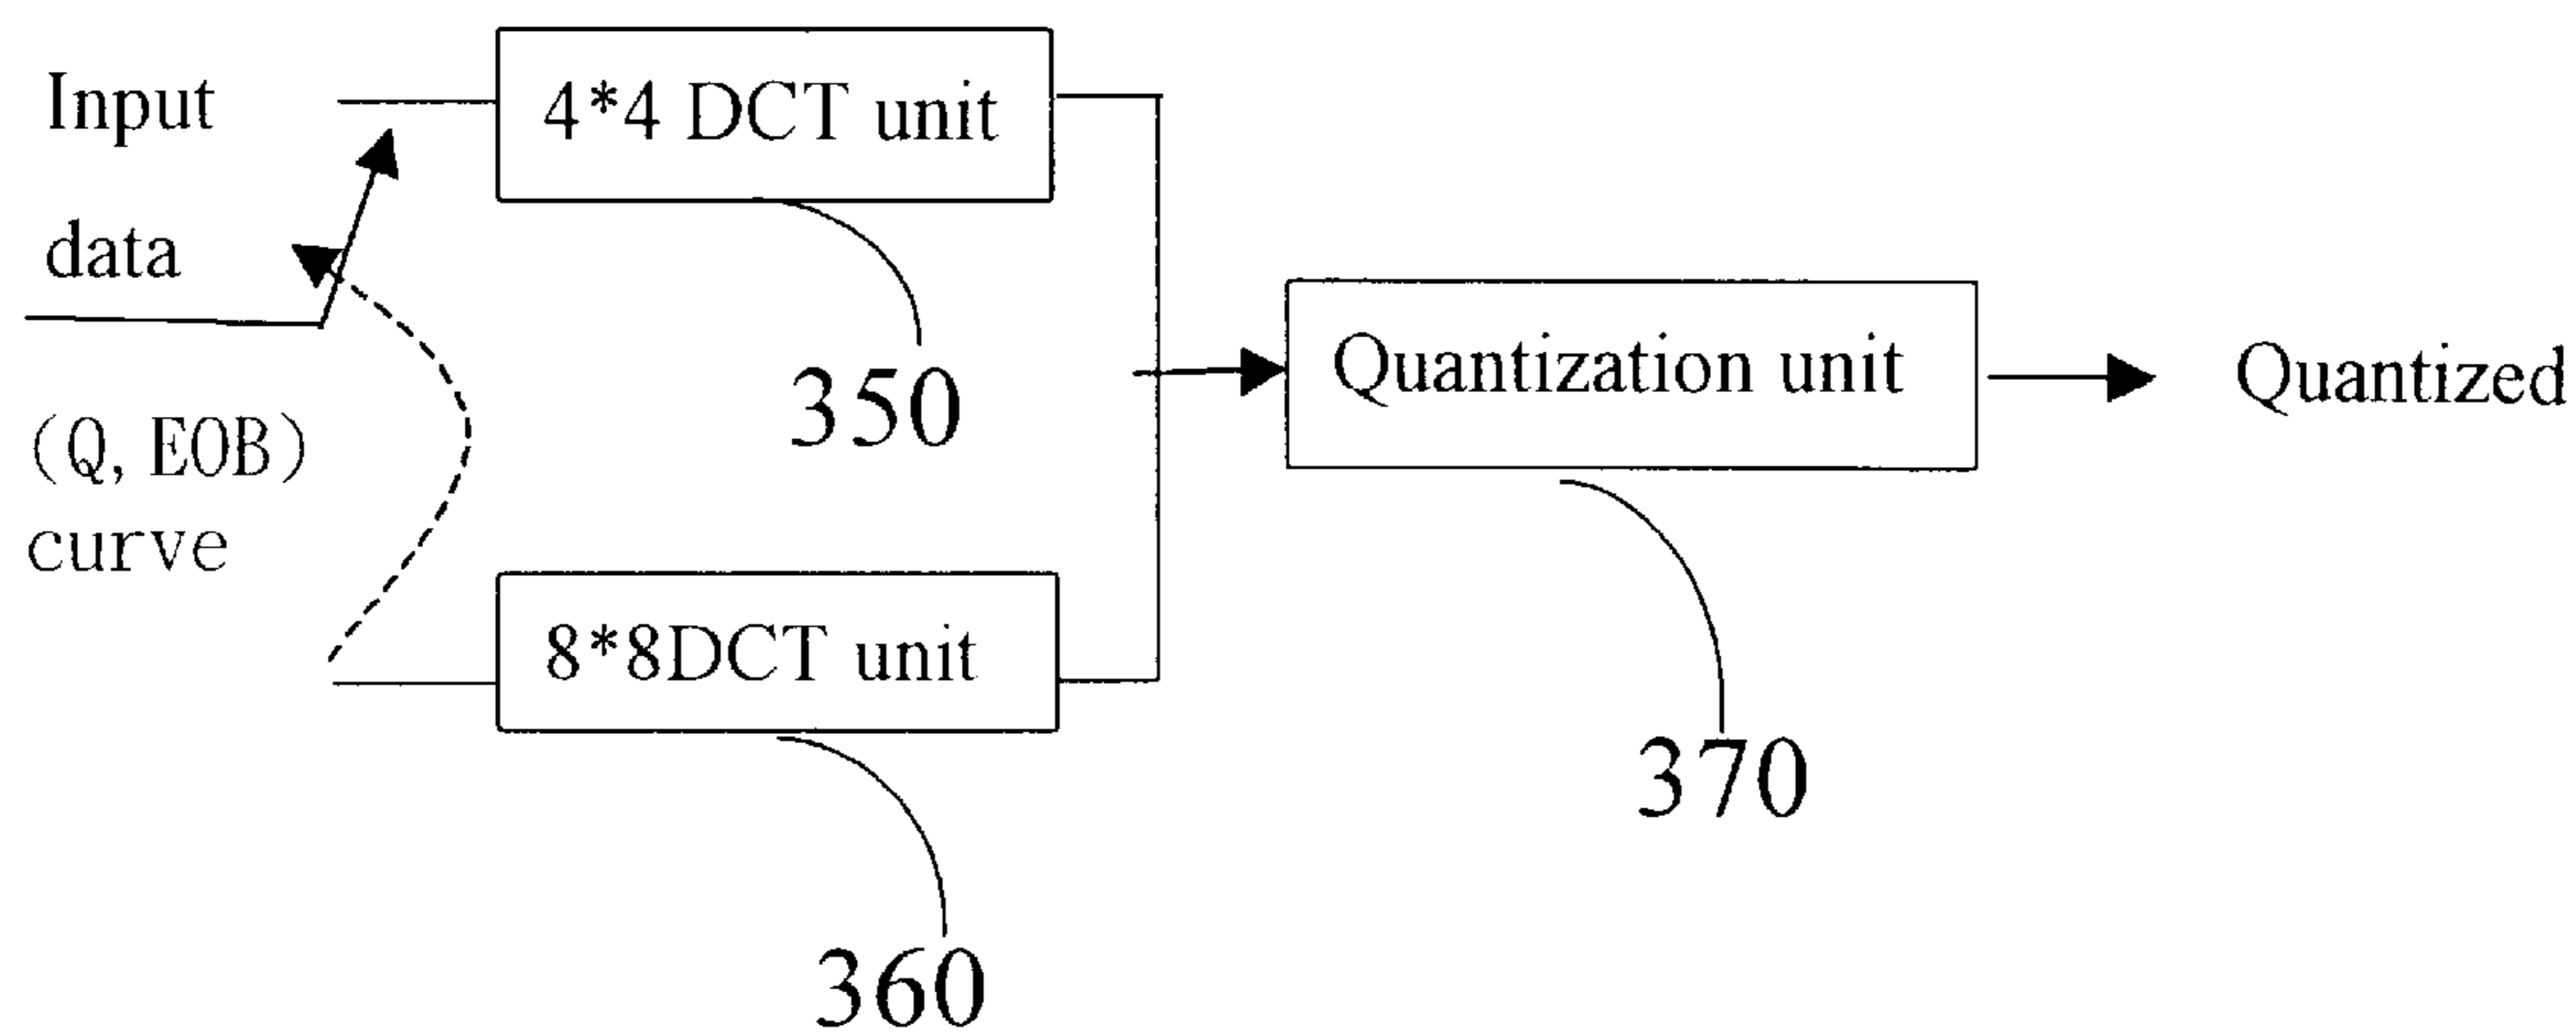 Input
data
(Q, EOB)
curve
4*4 DCT unit
350
8*8DCT unit
360
Quantization unit
370
Quantized